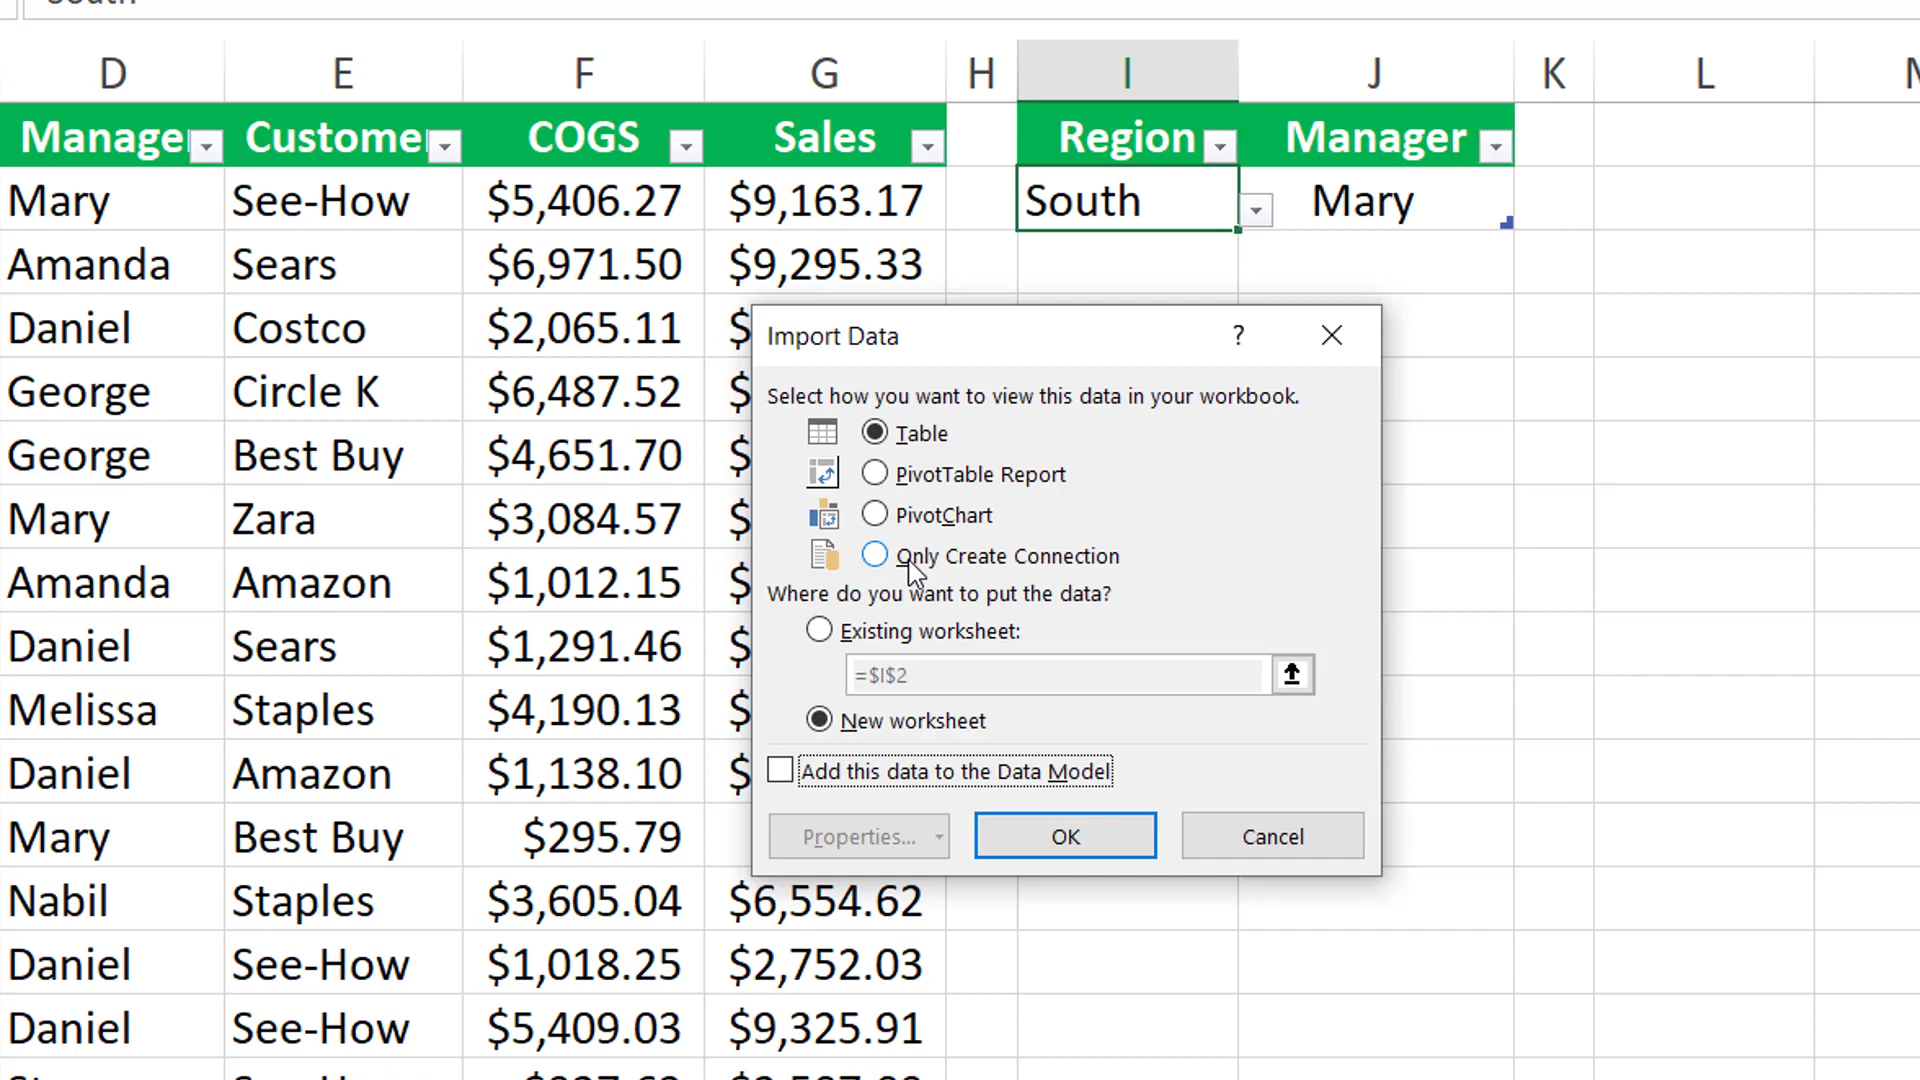 South
D E F G H I J K L
Manage Custome COGS Sales Region Manager
Mary See-How $5,406.27 $9,163.17 South Mary
Amanda Sears $6,971.50 $9,295.33
Daniel Costco $2,065.11 $
George Circle K $6,487.52 $
George Best Buy $4,651.70 $
Mary Zara $3,084.57 $
Amanda Amazon $1,012.15 $
Daniel Sears $1,291.46 $
Melissa Staples $4,190.13 $
Daniel Amazon $1,138.10 $
Mary Best Buy $295.79
Nabil Staples $3,605.04 $6,554.62
Daniel See-How $1,018.25 $2,752.03
Daniel See-How $5,409.03 $9,325.91
Import Data ?
Select how you want to view this data in your workbook.
Table
PivotTable Report
PivotChart
Only Create Connection
Where do you want to put the data?
Existing worksheet:
=$I$2
New worksheet
Add this data to the Data Model
Properties... OK Cancel